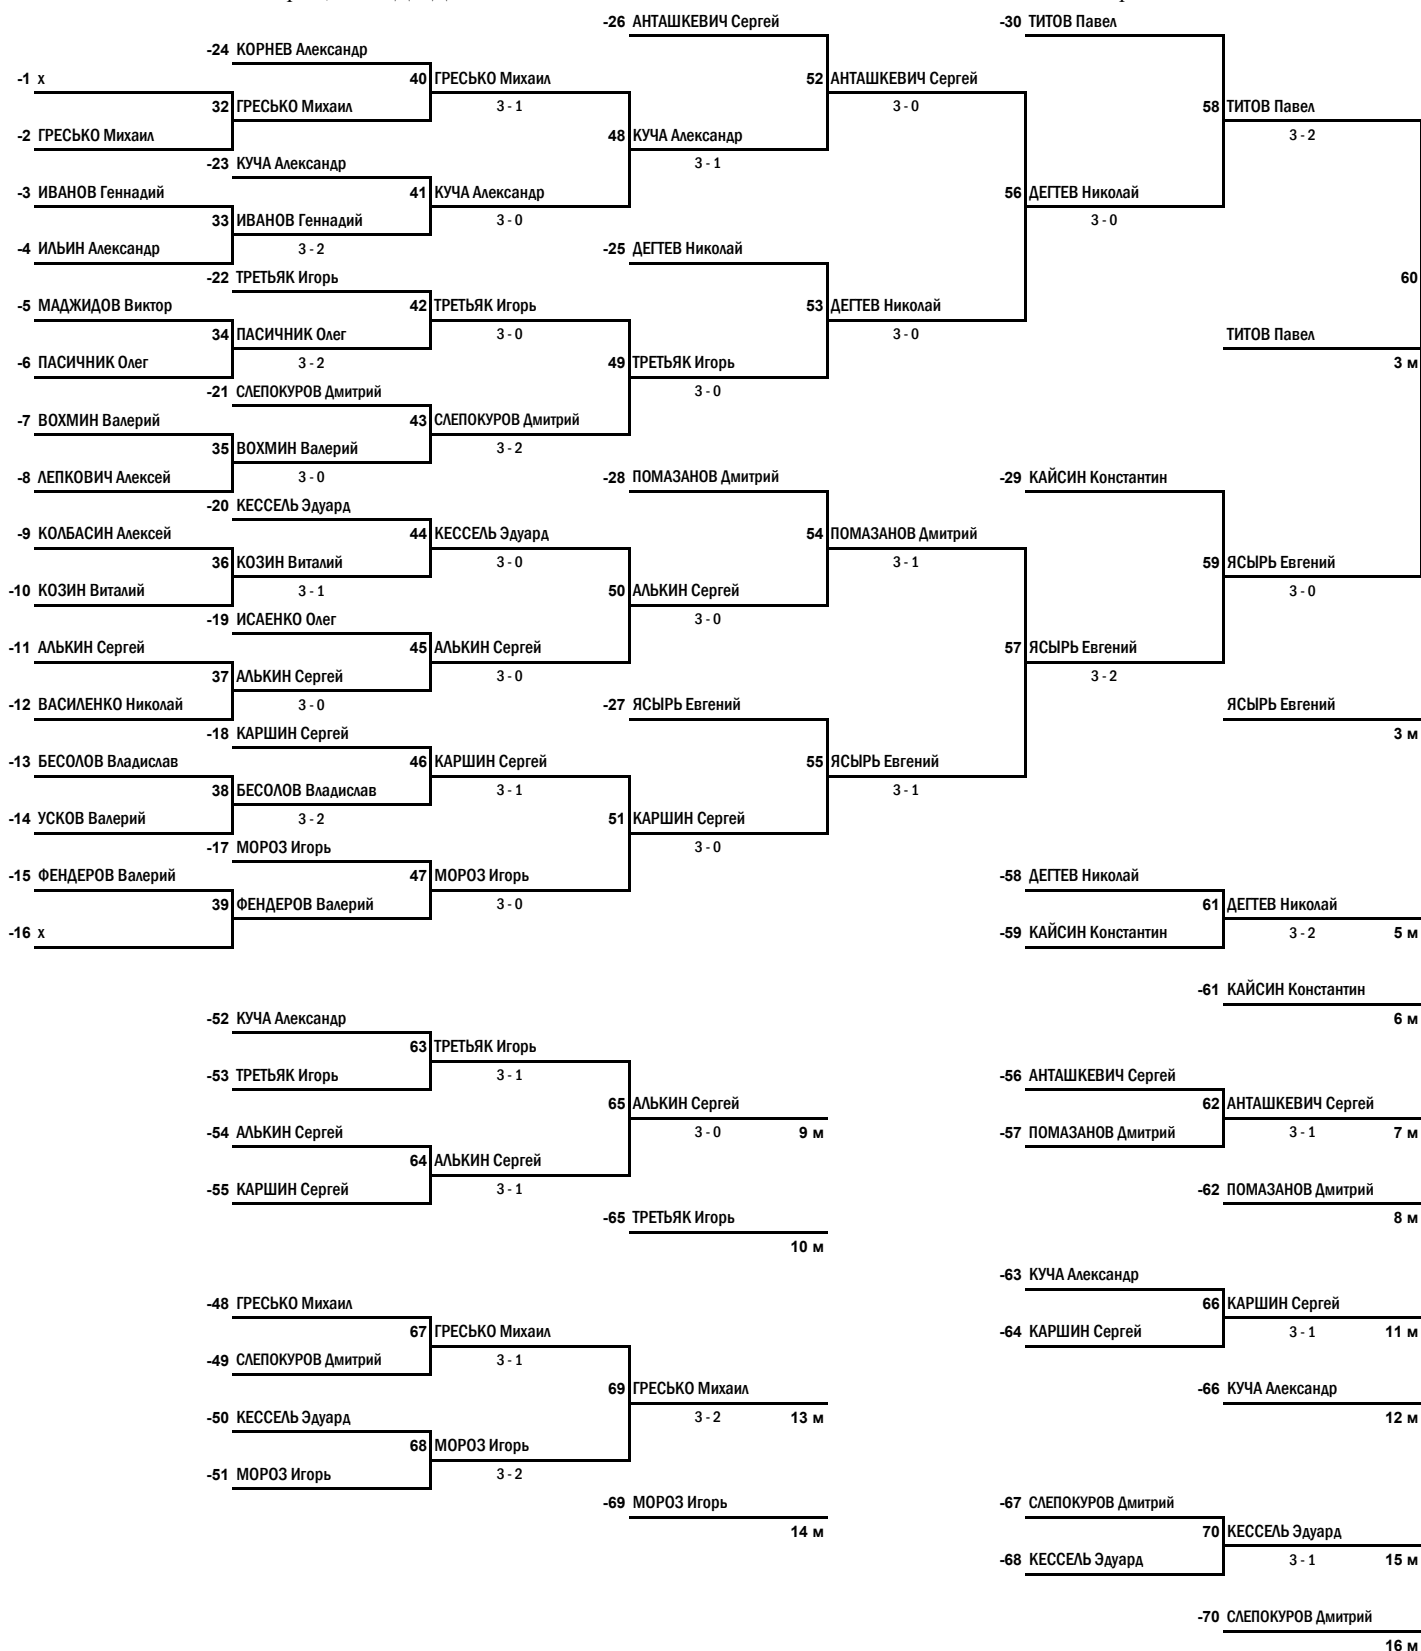 -26 АНТАШКЕВИЧ Сергей
-30 ТИТОВ Павел
-24 КОРНЕВ Александр
-1 х
40 ГРЕСЬКО Михаил
52 АНТАШКЕВИЧ Сергей
32 ГРЕСЬКО Михаил
3 - 1
3 - 0
58 ТИТОВ Павел
-2 ГРЕСЬКО Михаил
48 КУЧА Александр
3 - 2
-23 КУЧА Александр
3 - 1
-3 ИВАНОВ Геннадий
41 КУЧА Александр
56 ДЕГТЕВ Николай
33 ИВАНОВ Геннадий
3 - 0
3 - 0
-4 ИЛЬИН Александр
3 - 2
-25 ДЕГТЕВ Николай
-22 ТРЕТЬЯК Игорь
60
-5 МАДЖИДОВ Виктор
42 ТРЕТЬЯК Игорь
53 ДЕГТЕВ Николай
34 ПАСИЧНИК Олег
3 - 0
3 - 0
ТИТОВ Павел
-6 ПАСИЧНИК Олег
3 - 2
49 ТРЕТЬЯК Игорь
3 м
-21 СЛЕПОКУРОВ Дмитрий
3 - 0
-7 ВОХМИН Валерий
43 СЛЕПОКУРОВ Дмитрий
35 ВОХМИН Валерий
3 - 2
-8 ЛЕПКОВИЧ Алексей
3 - 0
-28 ПОМАЗАНОВ Дмитрий
-29 КАЙСИН Константин
-20 КЕССЕЛЬ Эдуард
-9 КОЛБАСИН Алексей
44 КЕССЕЛЬ Эдуард
54 ПОМАЗАНОВ Дмитрий
36 КОЗИН Виталий
3 - 0
3 - 1
59 ЯСЫРЬ Евгений
-10 КОЗИН Виталий
3 - 1
50 АЛЬКИН Сергей
3 - 0
-19 ИСАЕНКО Олег
3 - 0
-11 АЛЬКИН Сергей
45 АЛЬКИН Сергей
57 ЯСЫРЬ Евгений
37 АЛЬКИН Сергей
3 - 0
3 - 2
-12 ВАСИЛЕНКО Николай
3 - 0
-27 ЯСЫРЬ Евгений
ЯСЫРЬ Евгений
-18 КАРШИН Сергей
3 м
-13 БЕСОЛОВ Владислав
46 КАРШИН Сергей
55 ЯСЫРЬ Евгений
38 БЕСОЛОВ Владислав
3 - 1
3 - 1
-14 УСКОВ Валерий
3 - 2
51 КАРШИН Сергей
-17 МОРОЗ Игорь
3 - 0
-15 ФЕНДЕРОВ Валерий
47 МОРОЗ Игорь
-58 ДЕГТЕВ Николай
39 ФЕНДЕРОВ Валерий
3 - 0
61 ДЕГТЕВ Николай
-16 х
-59 КАЙСИН Константин
3 - 2
5 м
-61 КАЙСИН Константин
-52 КУЧА Александр
6 м
63 ТРЕТЬЯК Игорь
-53 ТРЕТЬЯК Игорь
3 - 1
-56 АНТАШКЕВИЧ Сергей
65 АЛЬКИН Сергей
62 АНТАШКЕВИЧ Сергей
-54 АЛЬКИН Сергей
3 - 0
9 м
-57 ПОМАЗАНОВ Дмитрий
3 - 1
7 м
64 АЛЬКИН Сергей
-55 КАРШИН Сергей
3 - 1
-62 ПОМАЗАНОВ Дмитрий
-65 ТРЕТЬЯК Игорь
8 м
10 м
-63 КУЧА Александр
-48 ГРЕСЬКО Михаил
66 КАРШИН Сергей
67 ГРЕСЬКО Михаил
-64 КАРШИН Сергей
3 - 1
11 м
-49 СЛЕПОКУРОВ Дмитрий
3 - 1
69 ГРЕСЬКО Михаил
-66 КУЧА Александр
-50 КЕССЕЛЬ Эдуард
3 - 2
13 м
12 м
68 МОРОЗ Игорь
-51 МОРОЗ Игорь
3 - 2
-69 МОРОЗ Игорь
-67 СЛЕПОКУРОВ Дмитрий
14 м
70 КЕССЕЛЬ Эдуард
-68 КЕССЕЛЬ Эдуард
3 - 1
15 м
-70 СЛЕПОКУРОВ Дмитрий
16 м